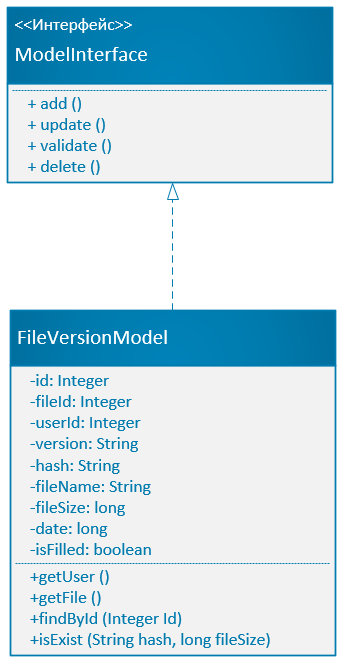 <<Интерфейс>>
ModelInterface
+ add ()
+ update ()
+ validate ()
+ delete ()
FileVersionModel
-id: Integer
-fileId: Integer
-userId: Integer
-version: String
-hash: String
-fileName: String
-fileSize: long
-date: long
-isFilled: boolean
+getUser ()
+getFile ()
+findById (Integer Id)
+isExist (String hash, long fileSize)